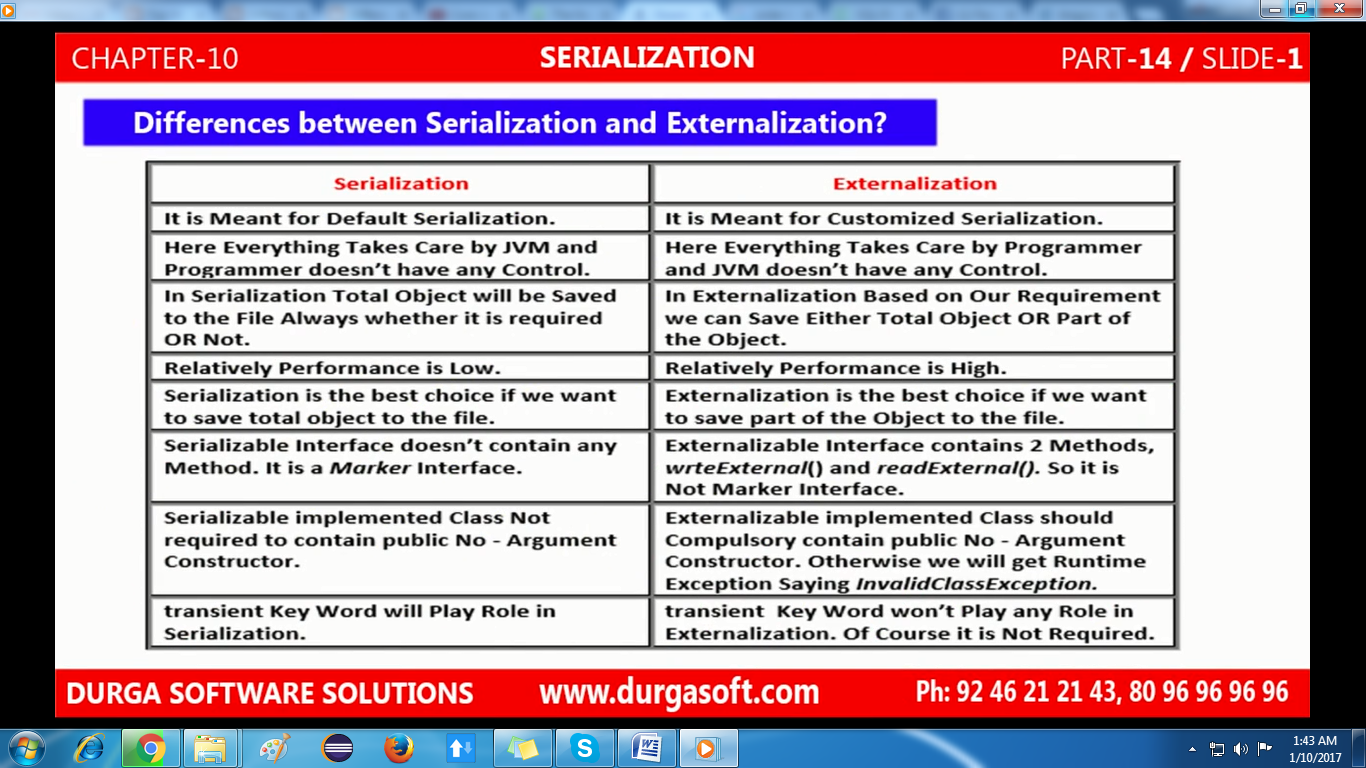 CHAPTER-10 SERIALIZATION PART-14 / SLIDE-1
Differences between Serialization and Externalization?
Serialization
Externalization
It is Meant for Default Serialization.
It is Meant for Customized Serialization.
Here Everything Takes Care by JVM and
Programmer doesn't have any Control.
Here Everything Takes Care by Programmer
and JVM doesn't have any Control.
In Serialization Total Object will be Saved
to the File Always whether it is required
OR Not.
In Externalization Based on Our Requirement
we can Save Either Total Object OR Part of
the Object.
Relatively Performance is Low.
Relatively Performance is High.
Serialization is the best choice if we want
to save total object to the file.
Externalization is the best choice if we want
to save part of the Object to the file.
Serializable Interface doesn't contain any
Method. It is a Marker Interface.
Externalizable Interface contains 2 Methods,
wrteExternal() and readExternal(). So it is
Not Marker Interface.
Serializable implemented Class Not
required to contain public No - Argument
Constructor.
Externalizable implemented Class should
Compulsory contain public No - Argument
Constructor. Otherwise we will get Runtime
Exception Saying InvalidClassException.
transient Key Word will Play Role in
Serialization.
transient Key Word won't Play any Role in
Externalization. Of Course it is Not Required.
DURGA SOFTWARE SOLUTIONS www.durgasoft.com Ph: 92 46 21 21 43, 80 96 96 96 96
1:43 AM
1/10/2017